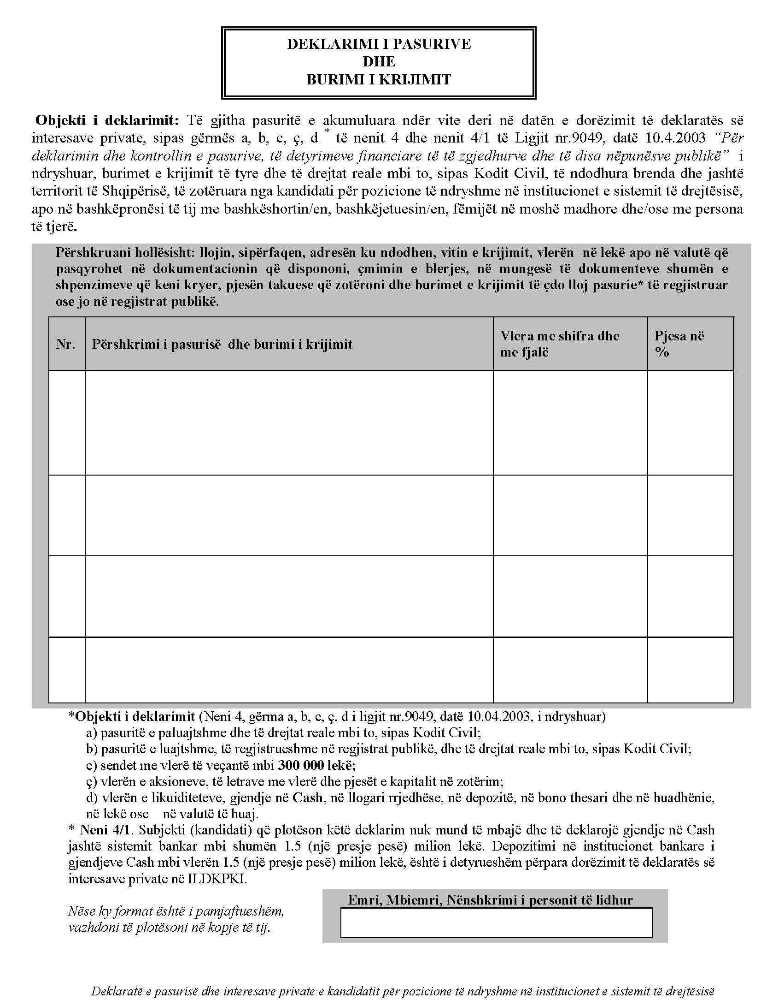 DEKLARIMI I PASURIVE
DHE
BURIMI I KRIJIMIT
Objekti i deklarimit: Të gjitha pasuritë e akumuluara ndër vite deri në datën e dorëzimit të deklaratës së
interesave private, sipas gërmës a, b, c, ç, d * të nenit 4 dhe nenit 4/1 të Ligjit nr.9049, datë 10.4.2003 “Për
deklarimin dhe kontrollin e pasurive, të detyrimeve financiare të të zgjedhurve dhe të disa nëpunësve publikë” i
ndryshuar, burimet e krijimit të tyre dhe të drejtat reale mbi to, sipas Kodit Civil, të ndodhura brenda dhe jashtë
territorit të Shqipërisë, të zotëruara nga kandidati për pozicione të ndryshme në institucionet e sistemit të drejtësisë,
apo në bashkëpronësi të tij me bashkëshortin/en, bashkëjetuesin/en, fëmijët në moshë madhore dhe/ose me persona
të tjerë.
Përshkruani hollësisht: llojin, sipërfaqen, adresën ku ndodhen, vitin e krijimit, vlerën në lekë apo në valutë që
pasqyrohet në dokumentacionin që dispononi, çmimin e blerjes, në mungesë të dokumenteve shumën e
shpenzimeve që keni kryer, pjesën takuese që zotëroni dhe burimet e krijimit të çdo lloj pasurie* të regjistruar
ose jo në regjistrat publikë.
Nr.
Përshkrimi i pasurisë dhe burimi i krijimit
Vlera me shifra dhe
me fjalë
Pjesa në
%
*Objekti i deklarimit (Neni 4, gërma a, b, c, ç, d i ligjit nr.9049, datë 10.04.2003, i ndryshuar)
a) pasuritë e paluajtshme dhe të drejtat reale mbi to, sipas Kodit Civil;
b) pasuritë e luajtshme, të regjistrueshme në regjistrat publikë, dhe të drejtat reale mbi to, sipas Kodit Civil;
c) sendet me vlerë të veçantë mbi 300 000 lekë;
ç) vlerën e aksioneve, të letrave me vlerë dhe pjesët e kapitalit në zotërim;
d) vlerën e likuiditeteve, gjendje në Cash, në llogari rrjedhëse, në depozitë, në bono thesari dhe në huadhënie,
në lekë ose në valutë të huaj.
* Neni 4/1. Subjekti (kandidati) që plotëson këtë deklarim nuk mund të mbajë dhe të deklarojë gjendje në Cash
jashtë sistemit bankar mbi shumën 1.5 (një presje pesë) milion lekë. Depozitimi në institucionet bankare i
gjendjeve Cash mbi vlerën 1.5 (një presje pesë) milion lekë, është i detyrueshëm përpara dorëzimit të deklaratës së
interesave private në ILDKPKI.
Nëse ky format është i pamjaftueshëm,
vazhdoni të plotësoni në kopje të tij.
Emri, Mbiemri, Nënshkrimi i personit të lidhur
Deklaratë e pasurisë dhe interesave private e kandidatit për pozicione të ndryshme në institucionet e sistemit të drejtësisë